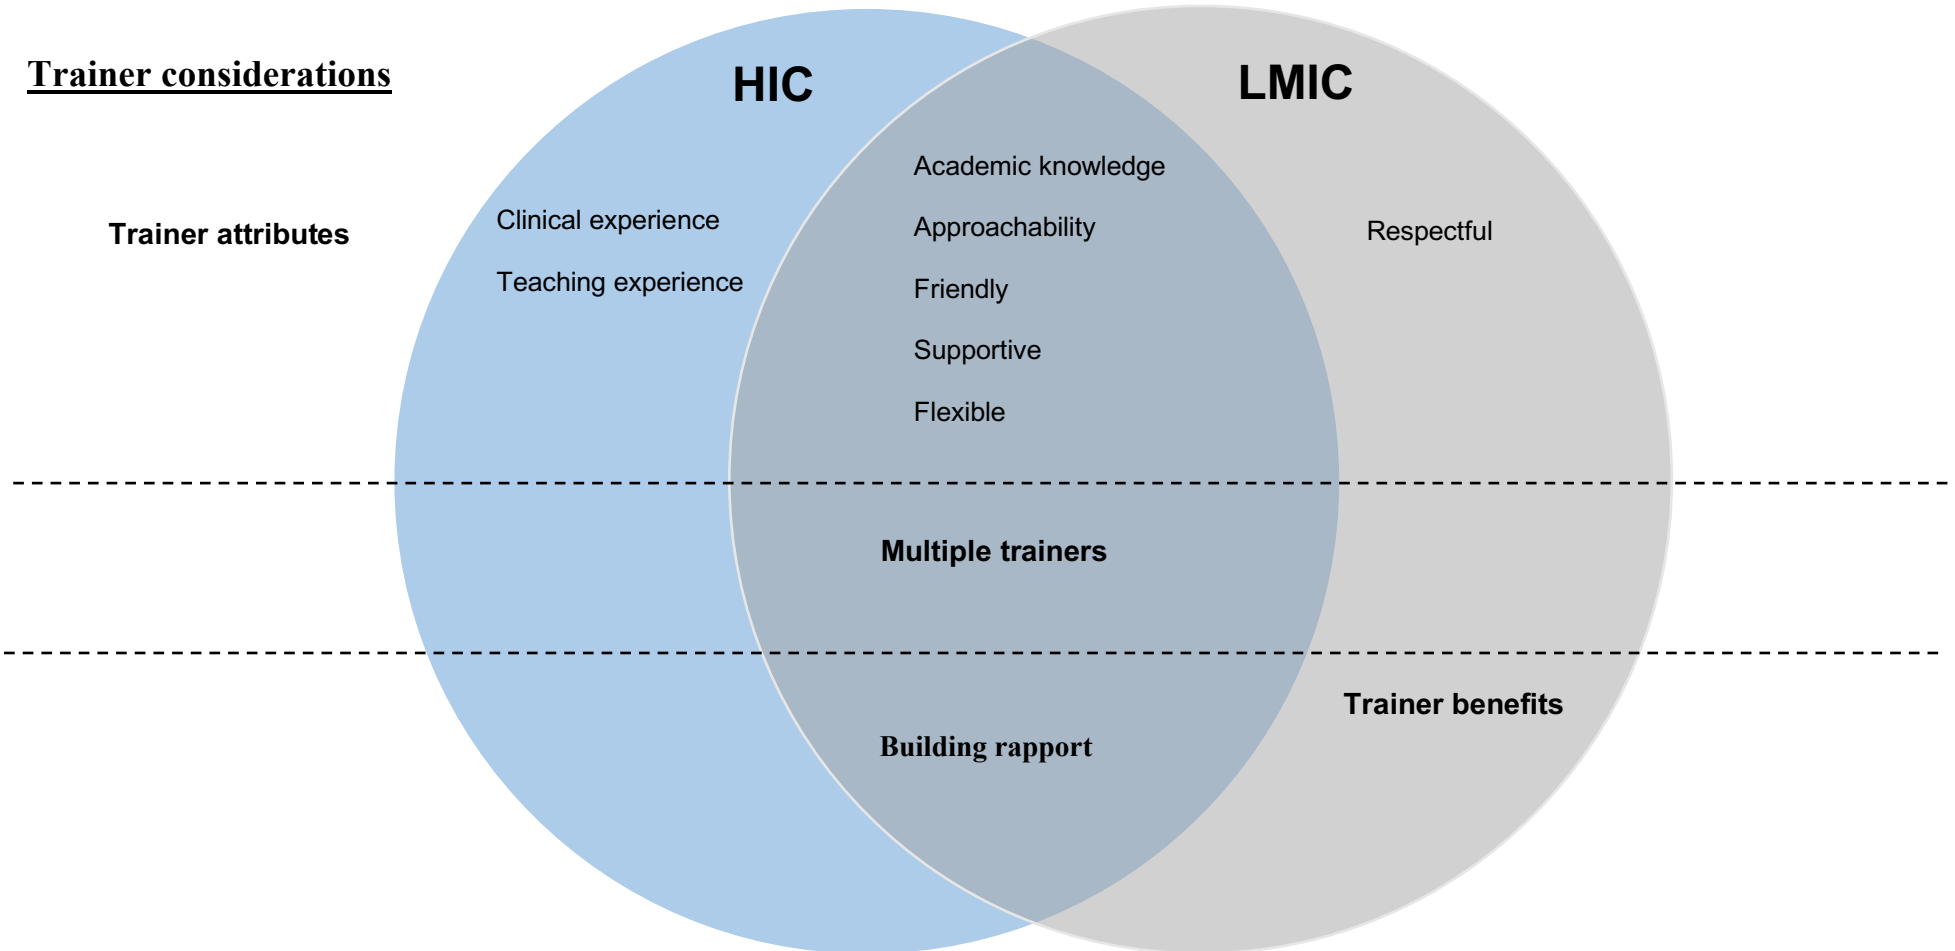 Trainer considerations
HIC
LMIC
Trainer attributes
Clinical experience
Teaching experience
Academic knowledge
Approachability
Friendly
Supportive
Flexible
Respectful
Multiple trainers
Building rapport
Trainer benefits